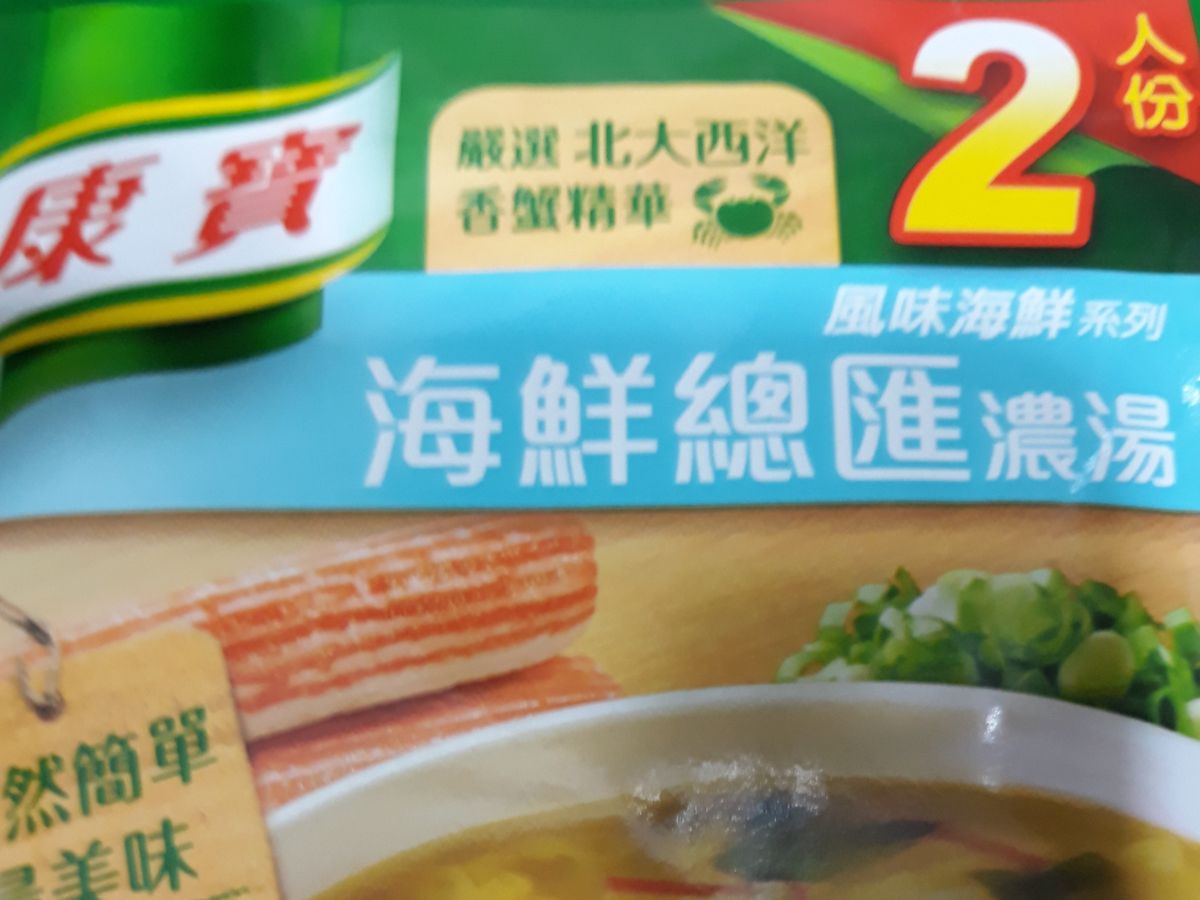 康寶
嚴選 北大西洋
香蟹精華
2人份
風味海鮮系列
海鮮總匯濃湯
然簡單
美味